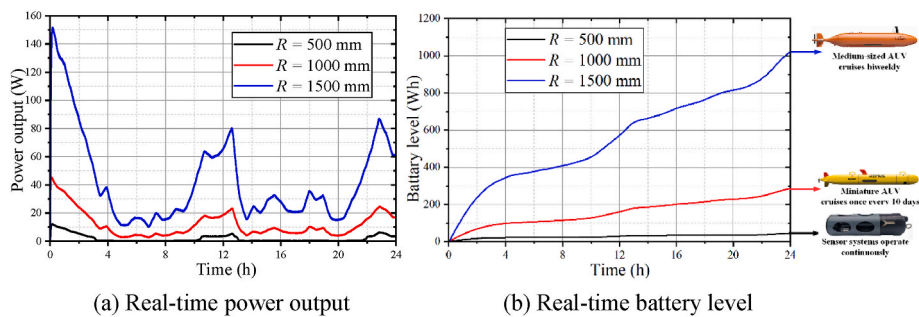 160
140
120
100
80
60
40
20
0
Power output (W)
R = 500 mm
R = 1000 mm
R = 1500 mm
0 4 8 12 16 20 24
Time (h)
(a) Real-time power output
1200
1000
800
600
400
200
0
Battary level (Wh)
R = 500 mm
R = 1000 mm
R = 1500 mm
0 4 8 12 16 20 24
Time (h)
(b) Real-time battery level
Medium-sized AUV
cruises biweekly
Miniature AUV
cruises once every 10 days
Sensor systems operate
continuously